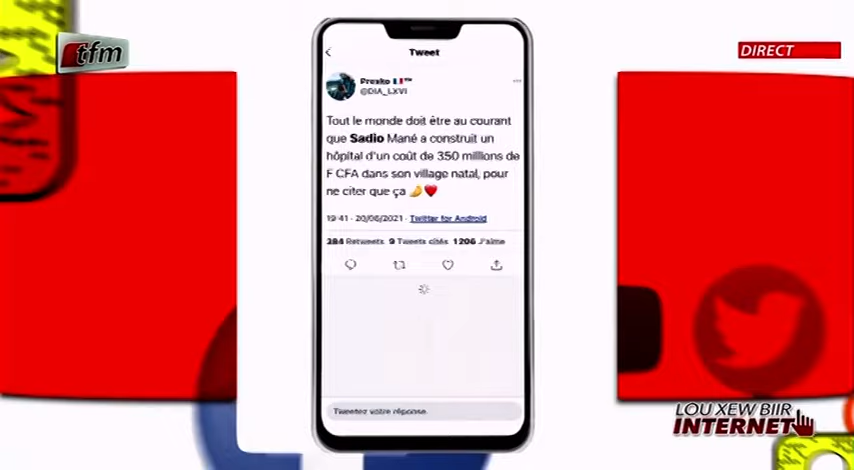 tfm
DIRECT
Tweet
Presko 🇫🇷™
@DIA_LXVI
Tout le monde doit être au courant
que Sadio Mané a construit un
hôpital d'un coût de 350 millions de
F CFA dans son village natal, pour
ne citer que ça 🤌❤️
19:41 · 20/06/2021 · Twitter for Android
384 Retweets 9 Tweets cités 1206 J'aime
Tweetez votre réponse
LOU XEW BIIR
INTERNET